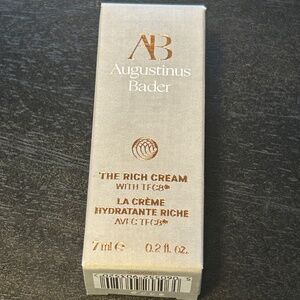 AB
Augustinus
Bader
THE RICH CREAM
WITH TFC8®
LA CRÈME
HYDRATANTE RICHE
AVEC TFC8®
7 ml e 0.2 fl. oz.